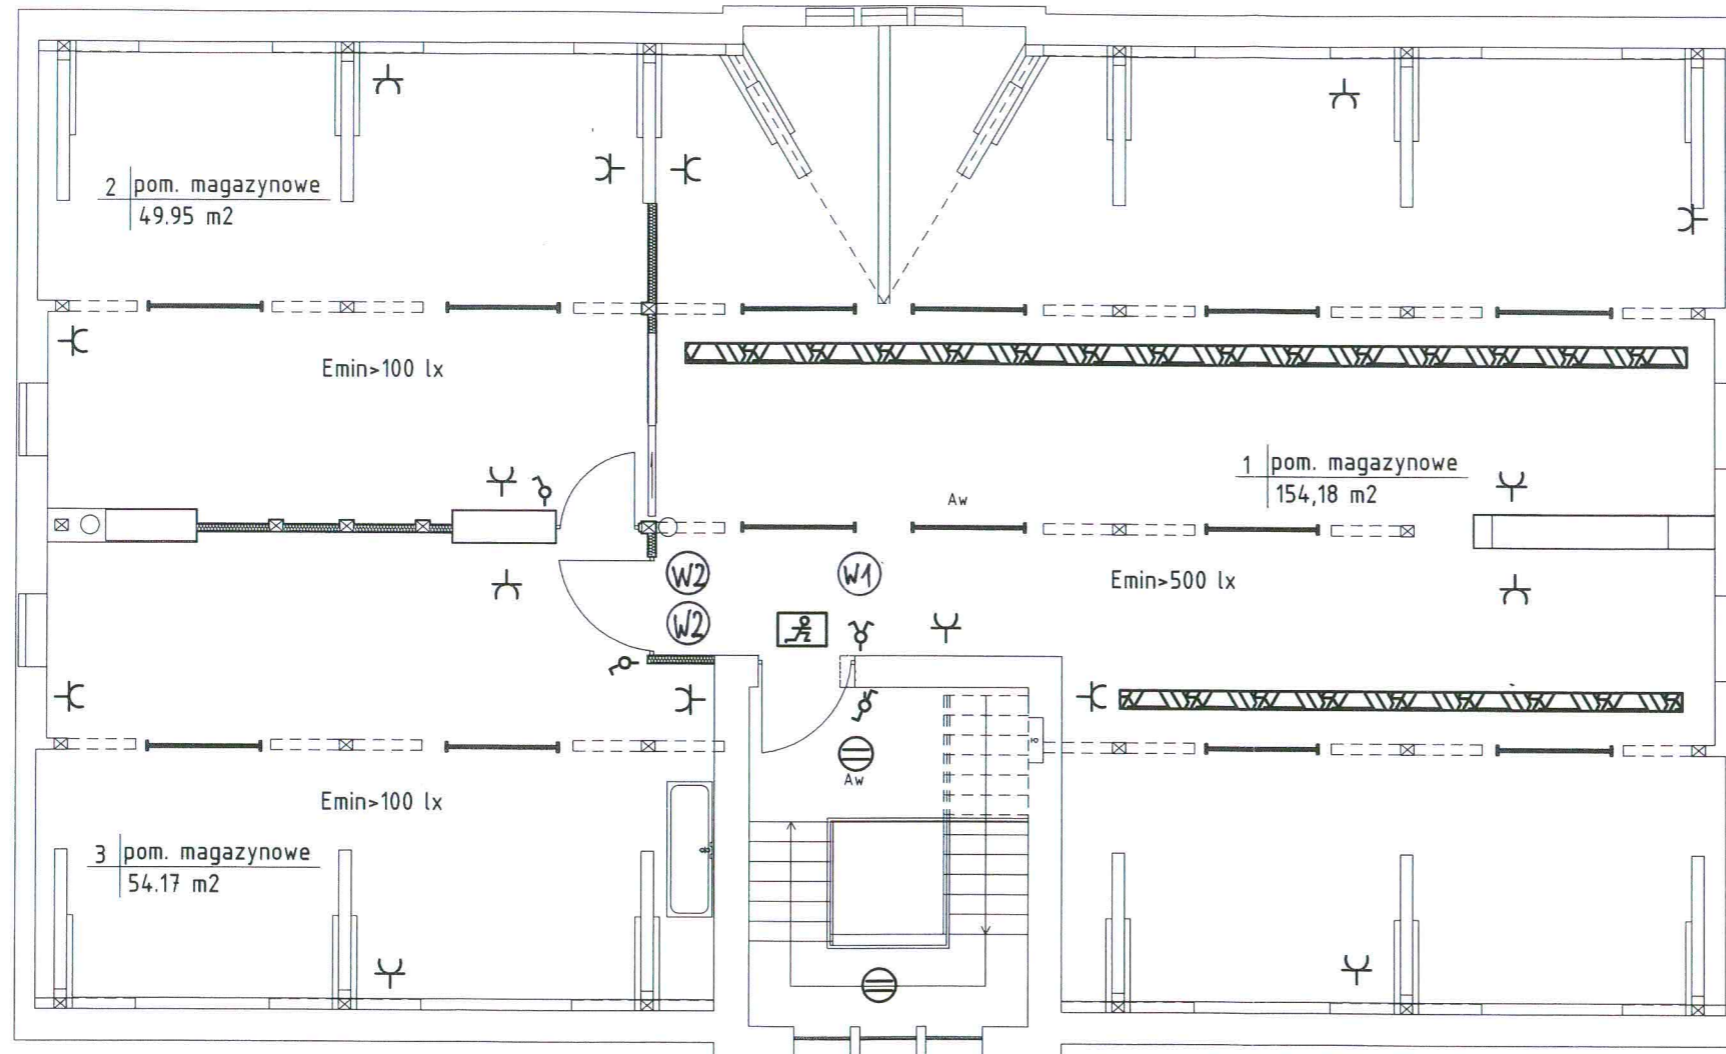 2 pom. magazynowe
49.95 m2
Emin>100 lx
1 pom. magazynowe
154,18 m2
Aw
W2
W1
Emin>500 lx
W2
Aw
Emin>100 lx
3 pom. magazynowe
54.17 m2